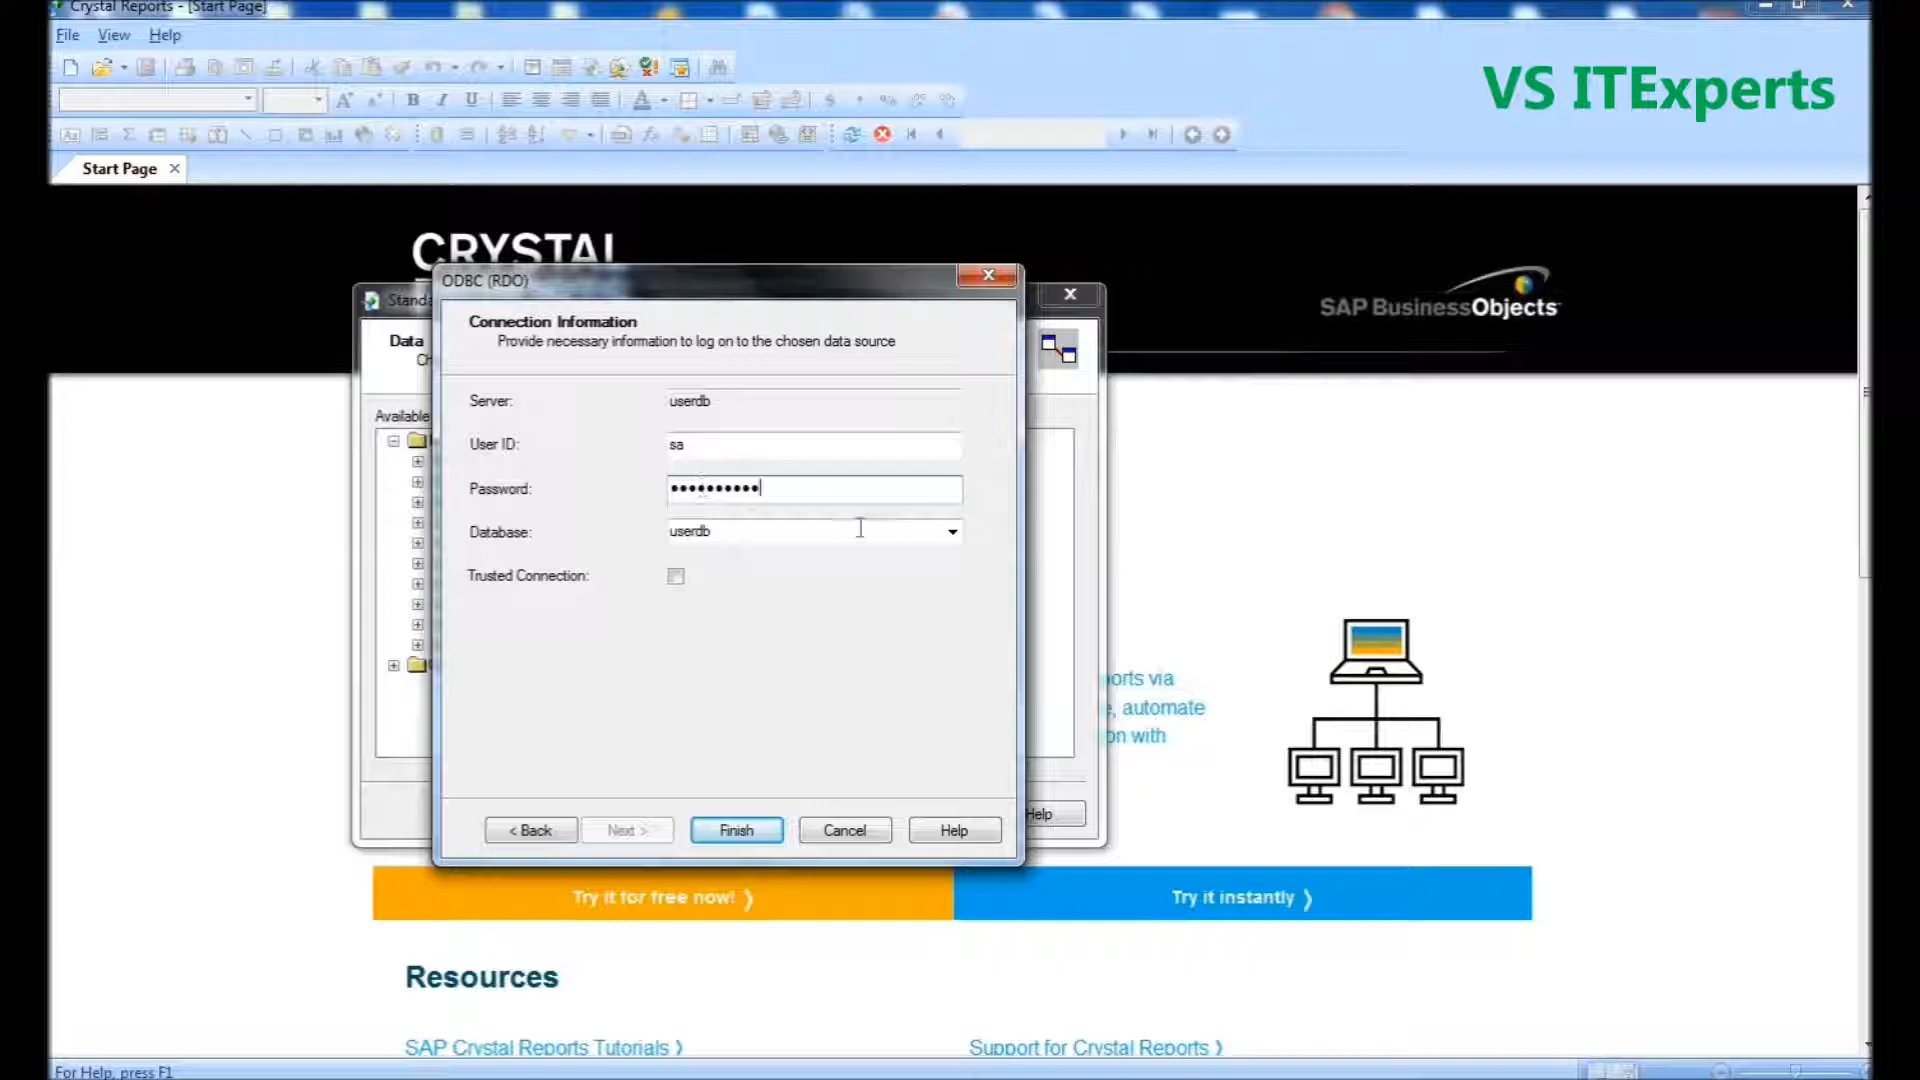 Crystal Reports - [Start Page]
File View Help
VS ITExperts
B I U
Start Page
CRYSTAL
SAP BusinessObjects
ODBC (RDO)
Standa
Connection Information
Provide necessary information to log on to the chosen data source
Data
Ch
Server: userdb
Available
User ID: sa
Password: ••••••••••
Database: userdb
Trusted Connection:
orts via
e, automate
on with
< Back Next > Finish Cancel Help
Help
Try it for free now! ❭
Try it instantly ❭
Resources
SAP Crystal Reports Tutorials ❭
Support for Crystal Reports ❭
For Help, press F1